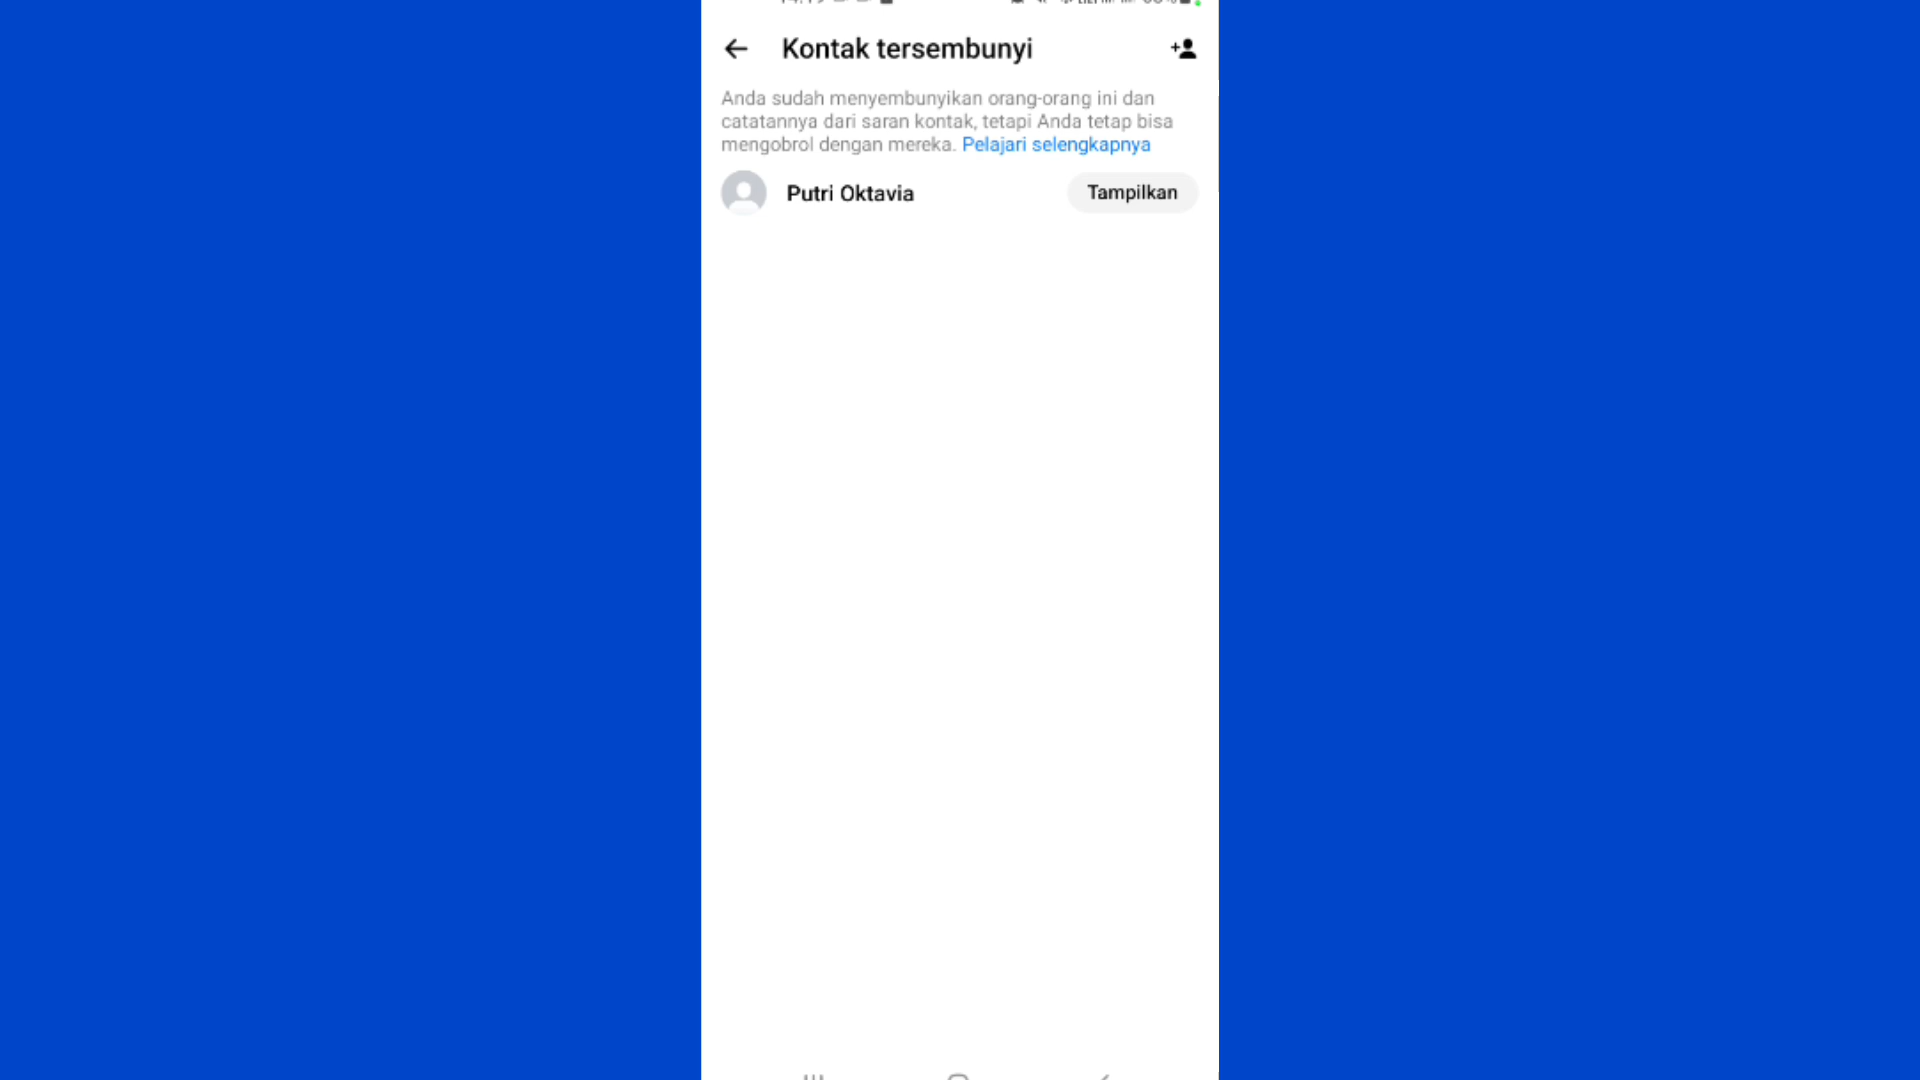 Kontak tersembunyi
Anda sudah menyembunyikan orang-orang ini dan
catatannya dari saran kontak, tetapi Anda tetap bisa
mengobrol dengan mereka. Pelajari selengkapnya
Putri Oktavia
Tampilkan